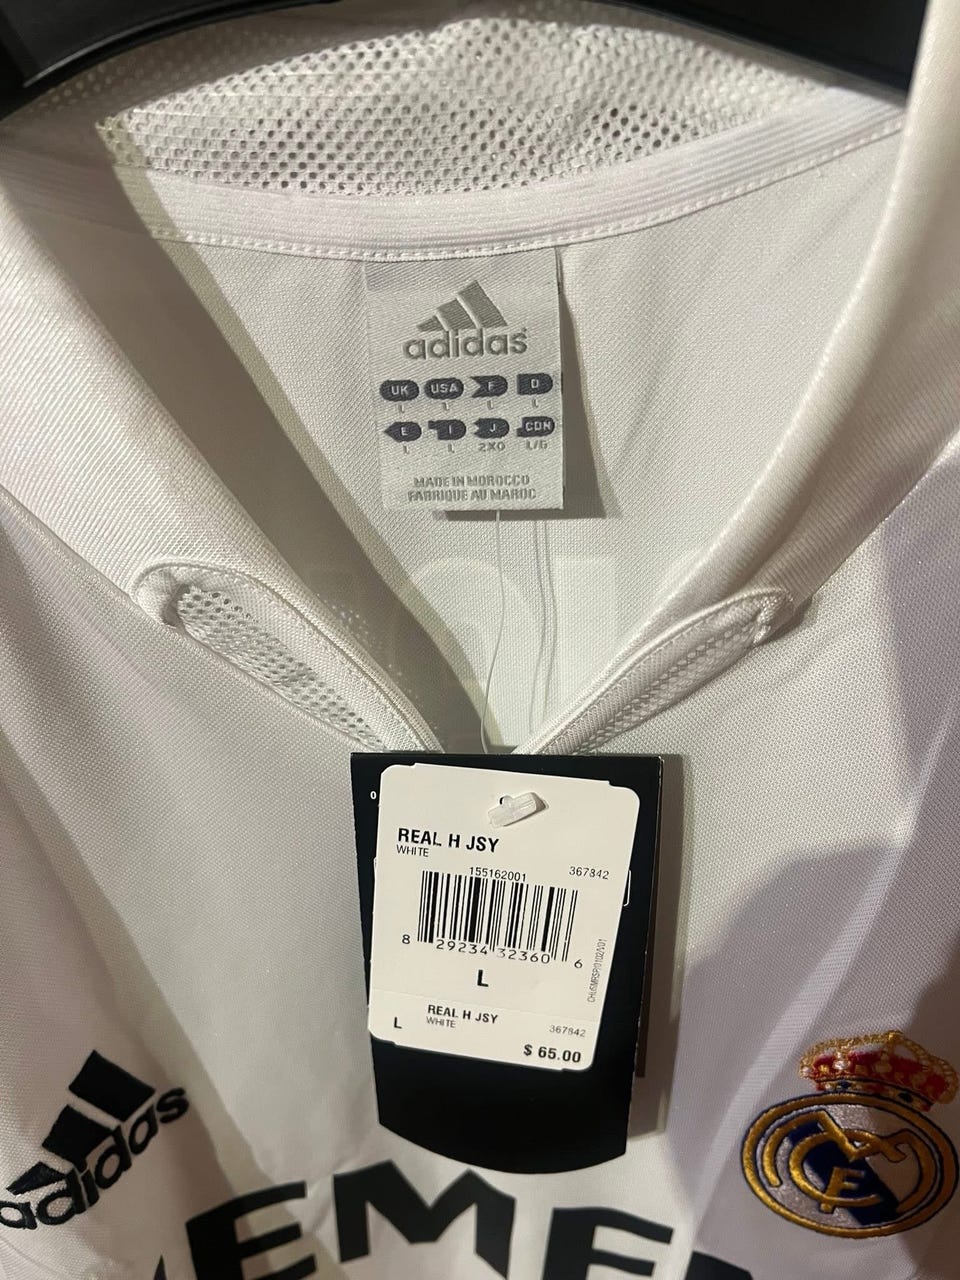 adidas
UK USA F D
L L L L
E I J CDN
L L 2XO L/G
MADE IN MOROCCO
FABRIQUE AU MAROC
REAL H JSY
WHITE
155162001 367842
8 29234 32360 6
L
REAL H JSY
L WHITE 367842
$ 65.00
adidas
EME